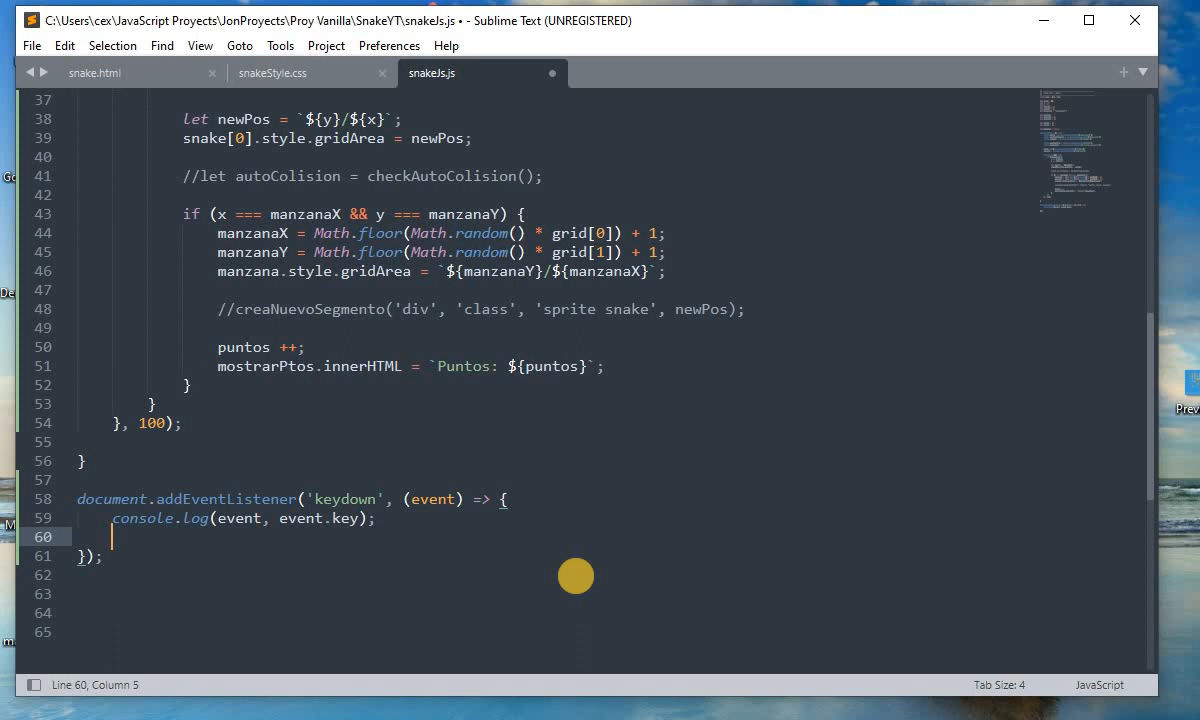 C:\Users\cex\JavaScript Proyects\JonProyects\Proy Vanilla\SnakeYT\snakeJs.js • - Sublime Text (UNREGISTERED)
File Edit Selection Find View Goto Tools Project Preferences Help
snake.html snakeStyle.css snakeJs.js
37
38 let newPos = `${y}/${x}`;
39 snake[0].style.gridArea = newPos;
40
41 //let autoColision = checkAutoColision();
42
43 if (x === manzanaX && y === manzanaY) {
44 manzanaX = Math.floor(Math.random() * grid[0]) + 1;
45 manzanaY = Math.floor(Math.random() * grid[1]) + 1;
46 manzana.style.gridArea = `${manzanaY}/${manzanaX}`;
47
48 //creaNuevoSegmento('div', 'class', 'sprite snake', newPos);
49
50 puntos ++;
51 mostrarPtos.innerHTML = `Puntos: ${puntos}`;
52 }
53 }
54 }, 100);
55
56 }
57
58 document.addEventListener('keydown', (event) => {
59 console.log(event, event.key);
60
61 });
62
63
64
65
Line 60, Column 5 Tab Size: 4 JavaScript
Go
De
Prev